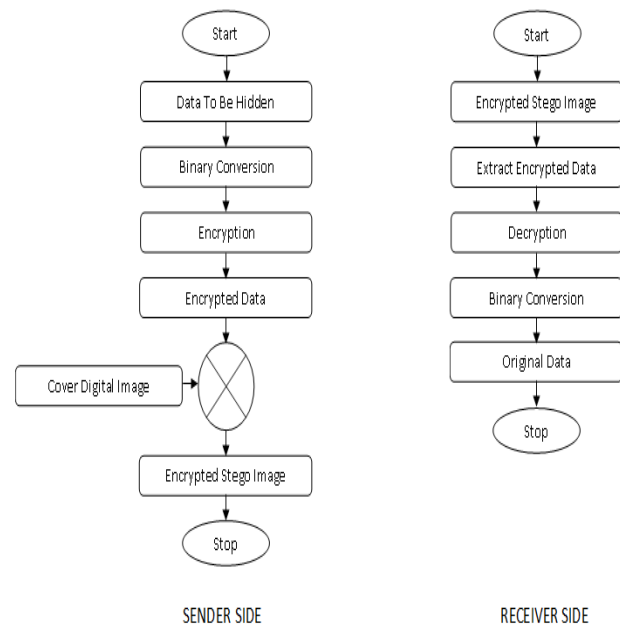 Start
Data To Be Hidden
Binary Conversion
Encryption
Encrypted Data
Cover Digital Image
Encrypted Stego Image
Stop
SENDER SIDE
Start
Encrypted Stego Image
Extract Encrypted Data
Decryption
Binary Conversion
Original Data
Stop
RECEIVER SIDE